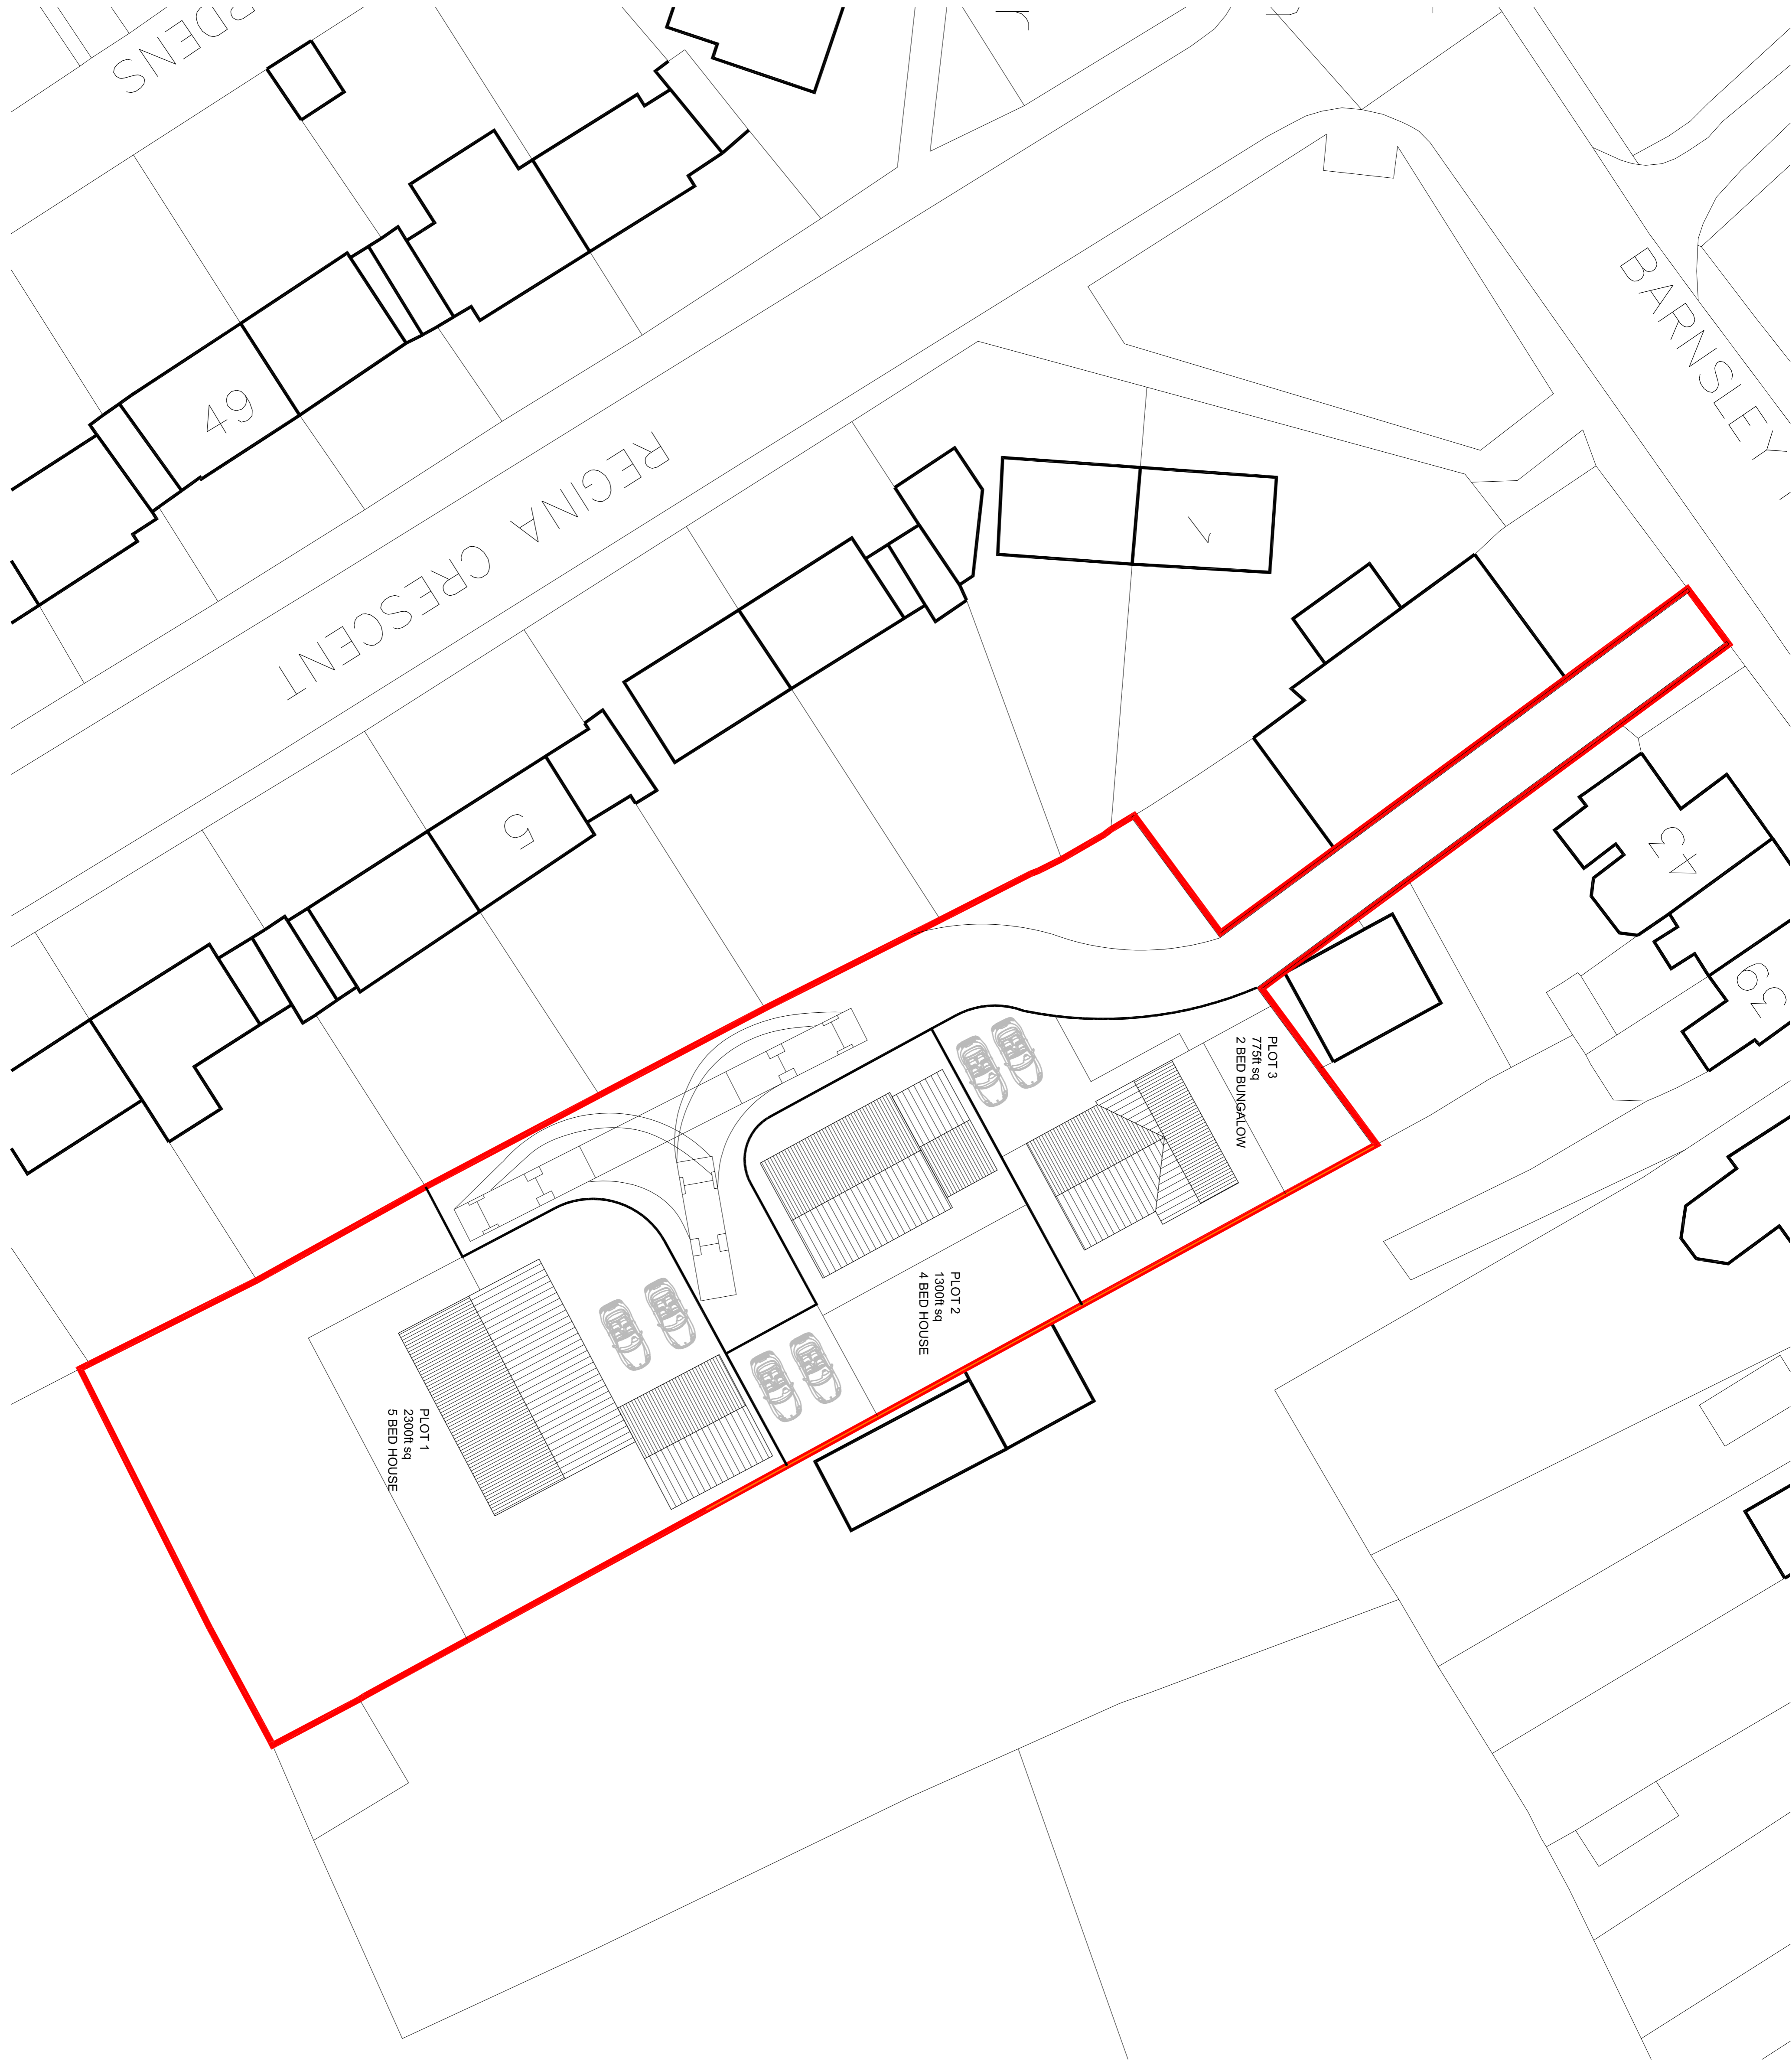 REGINA CRESCENT
BARNSLEY
49
5
1
43
39
PLOT 3
775ft sq
2 BED BUNGALOW
PLOT 2
1300ft sq
4 BED HOUSE
PLOT 1
2300ft sq
5 BED HOUSE